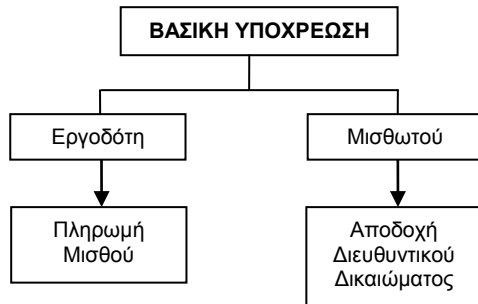 ΒΑΣΙΚΗ ΥΠΟΧΡΕΩΣΗ
Εργοδότη
Μισθωτού
Πληρωμή
Μισθού
Αποδοχή
Διευθυντικού
Δικαιώματος